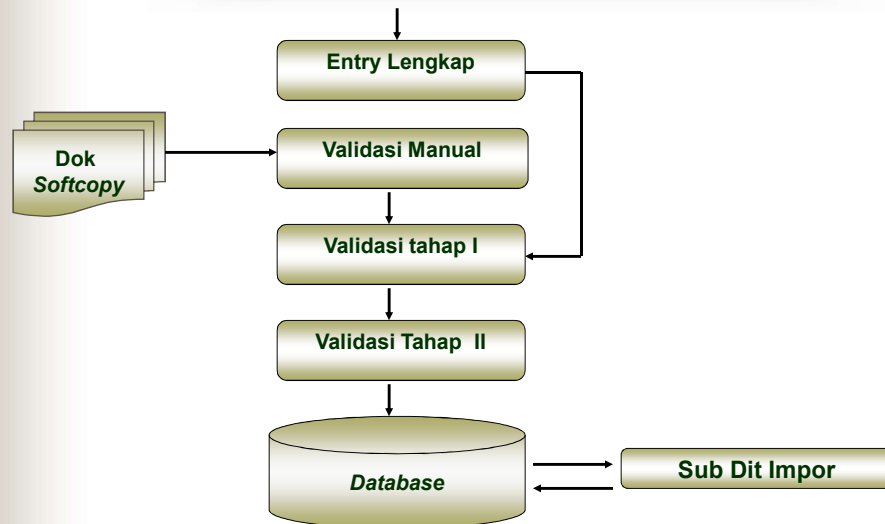 Entry Lengkap
Validasi Manual
Dok
Softcopy
Validasi tahap I
Validasi Tahap II
Database
Sub Dit Impor